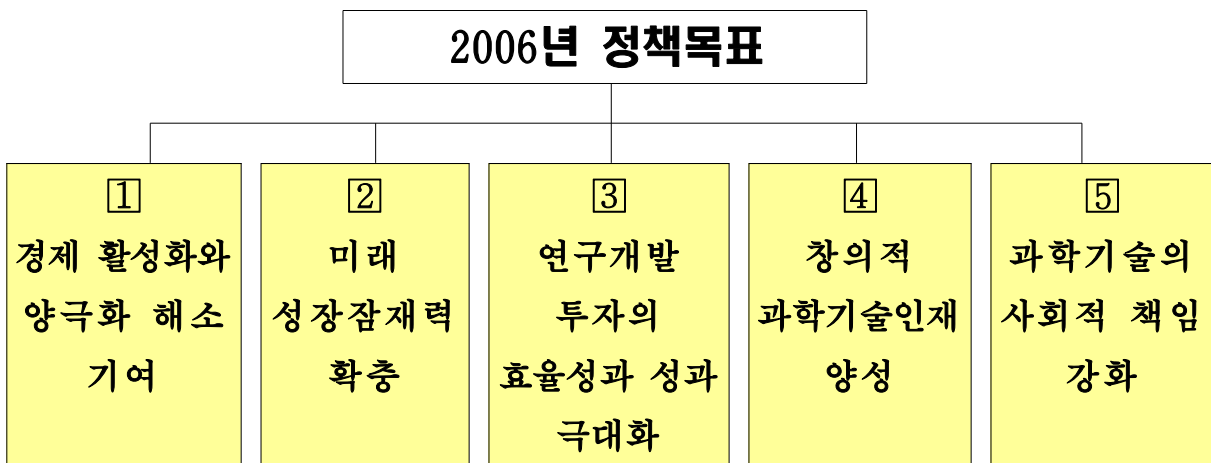 2006년 정책목표
1
경제 활성화와
양극화 해소
기여
2
미래
성장잠재력
확충
3
연구개발
투자의
효율성과 성과
극대화
4
창의적
과학기술인재
양성
5
과학기술의
사회적 책임
강화